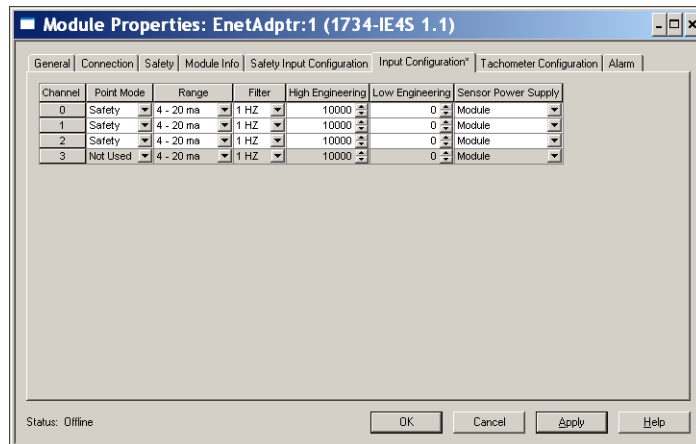 Module Properties: EnetAdptr:1 (1734-IE4S 1.1)
General Connection Safety Module Info Safety Input Configuration Input Configuration* Tachometer Configuration Alarm
Channel Point Mode Range Filter High Engineering Low Engineering Sensor Power Supply
0 Safety 4 - 20 ma 1 HZ 10000 0 Module
1 Safety 4 - 20 ma 1 HZ 10000 0 Module
2 Safety 4 - 20 ma 1 HZ 10000 0 Module
3 Not Used 4 - 20 ma 1 HZ 10000 0 Module
Status: Offline OK Cancel Apply Help